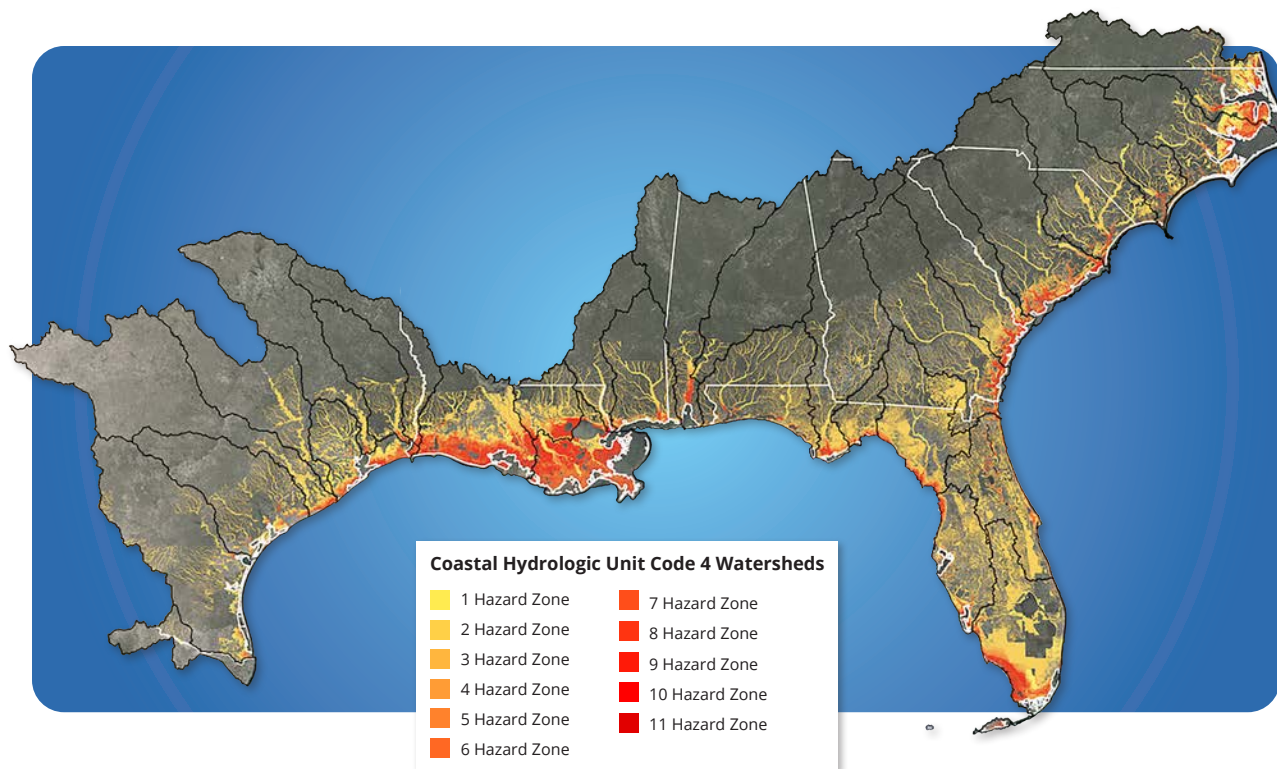 Coastal Hydrologic Unit Code 4 Watersheds
1 Hazard Zone
2 Hazard Zone
3 Hazard Zone
4 Hazard Zone
5 Hazard Zone
6 Hazard Zone
7 Hazard Zone
8 Hazard Zone
9 Hazard Zone
10 Hazard Zone
11 Hazard Zone